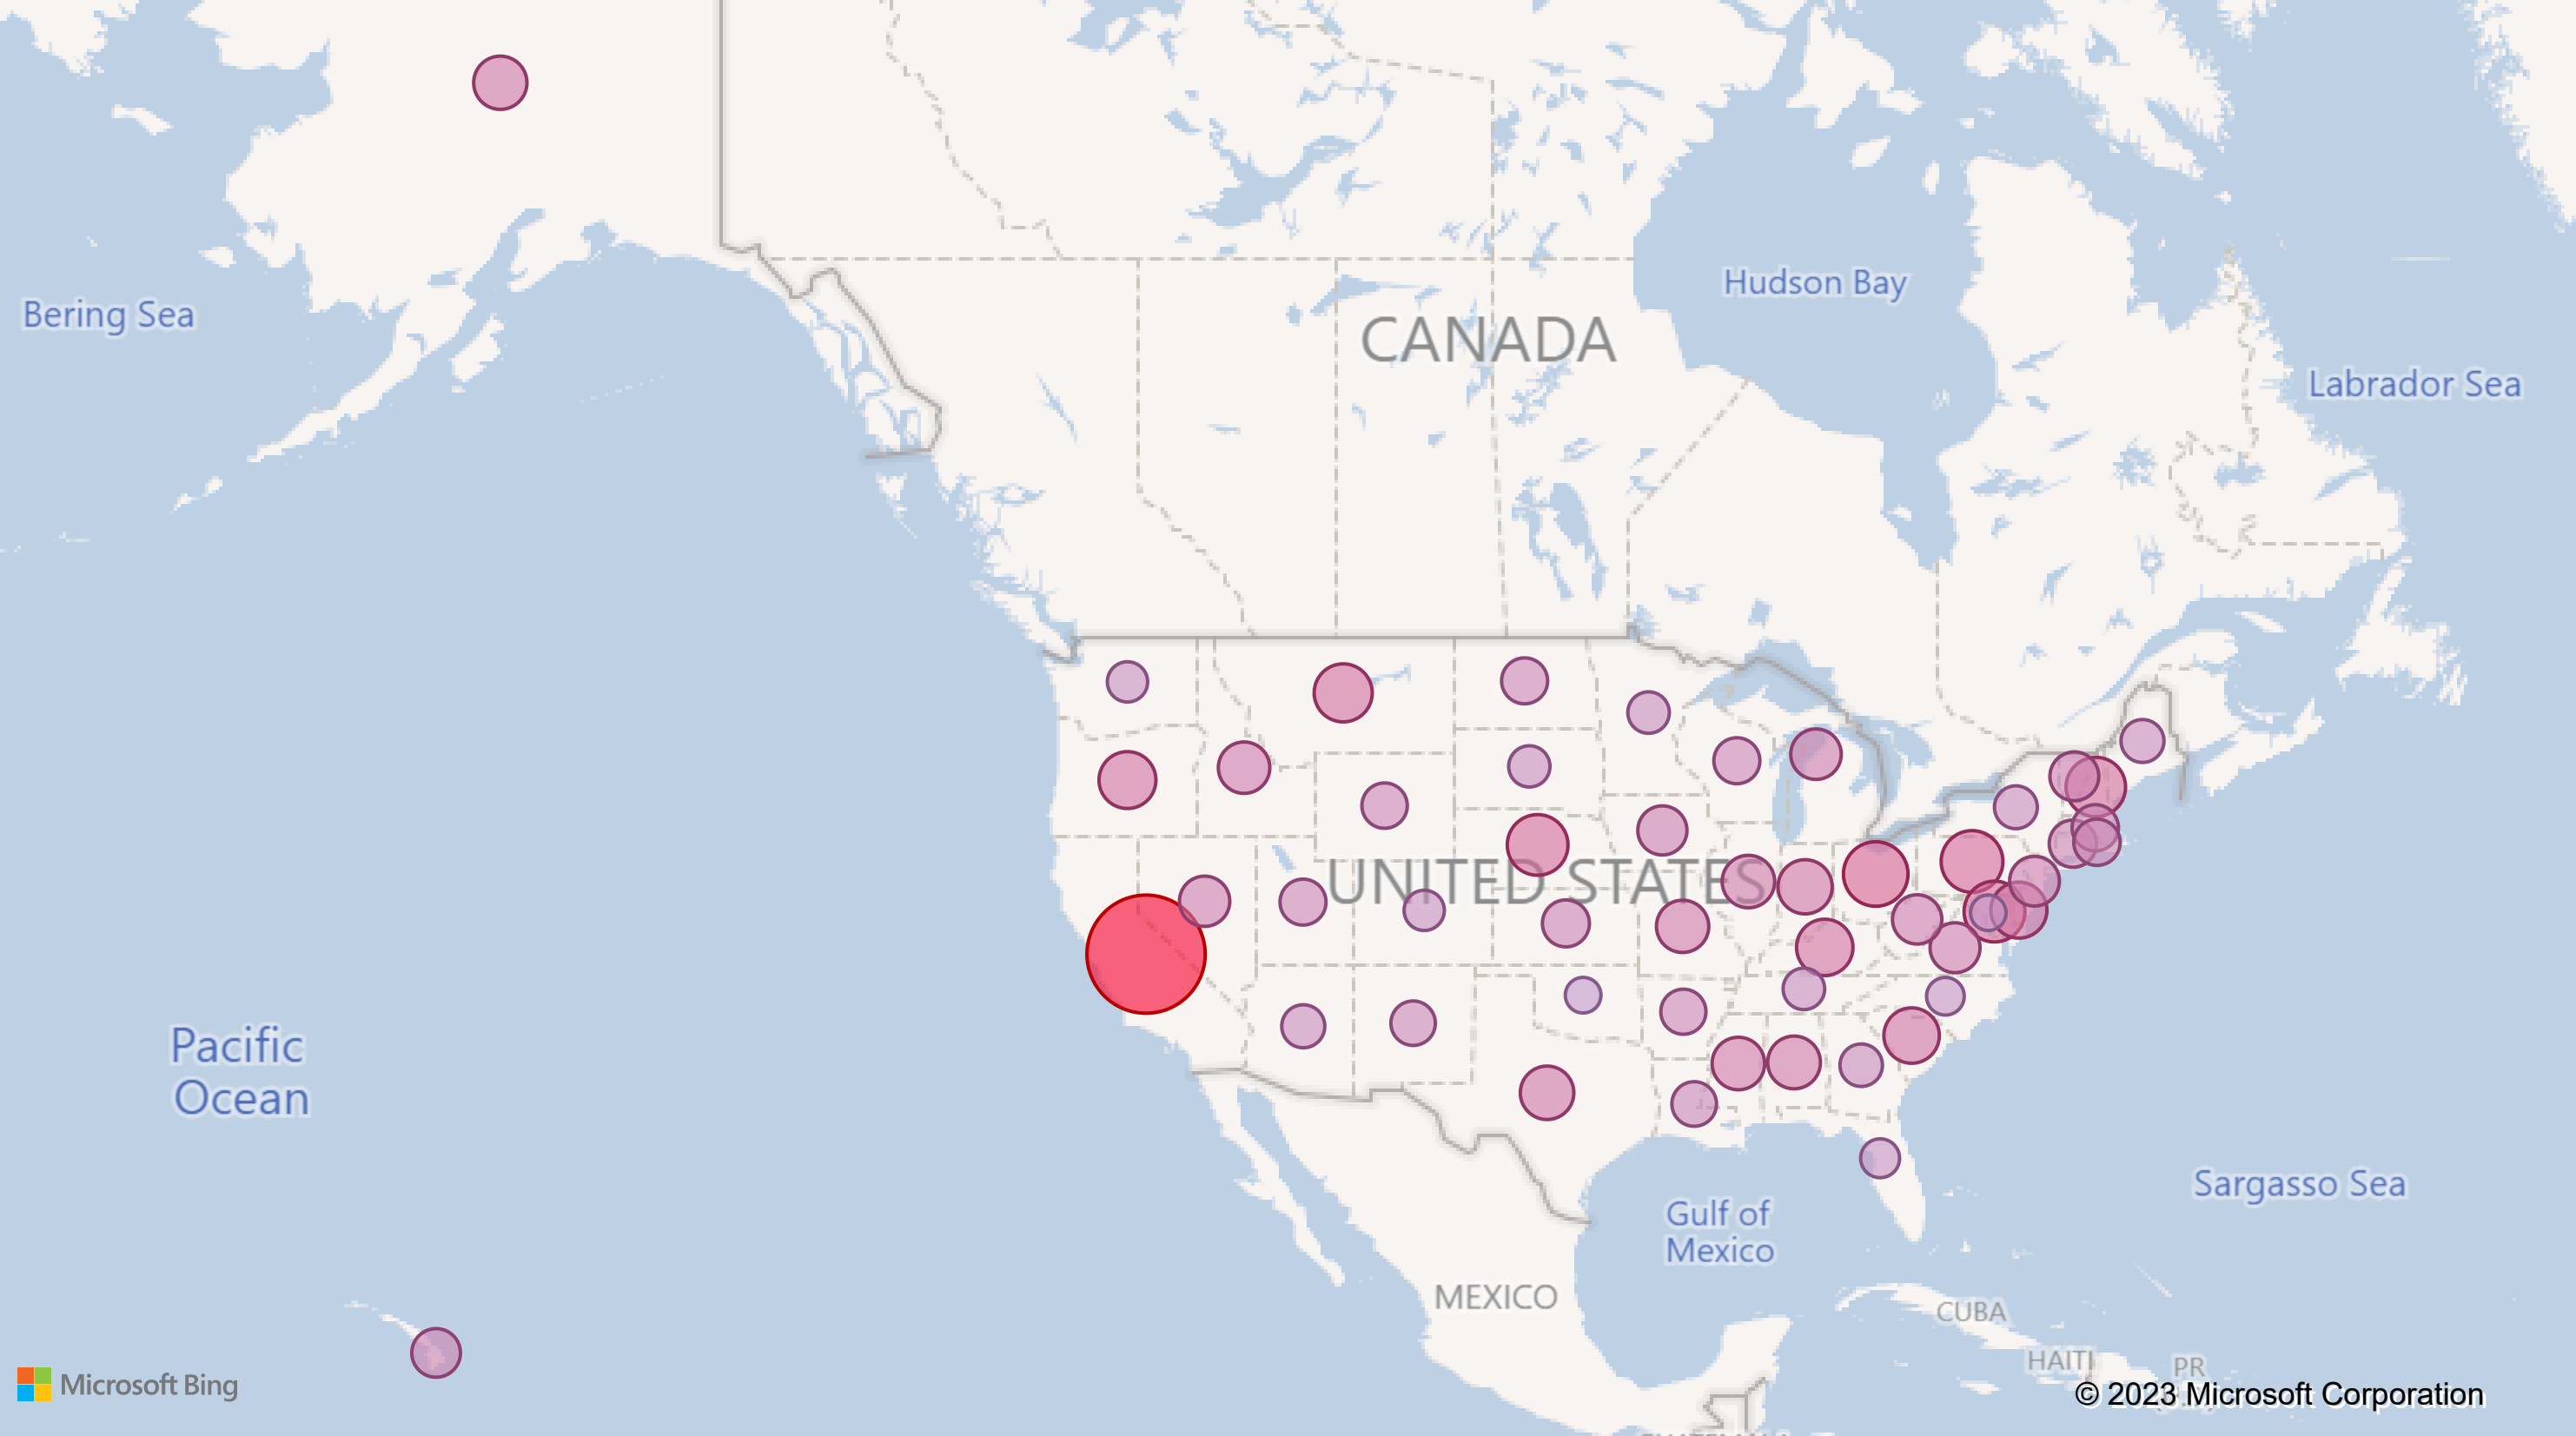 Hudson Bay
Bering Sea
CANADA
Labrador Sea
UNITED STATES
Pacific
Ocean
Sargasso Sea
Gulf of
Mexico
MEXICO
CUBA
HAITI
PR
Microsoft Bing
© 2023 Microsoft Corporation